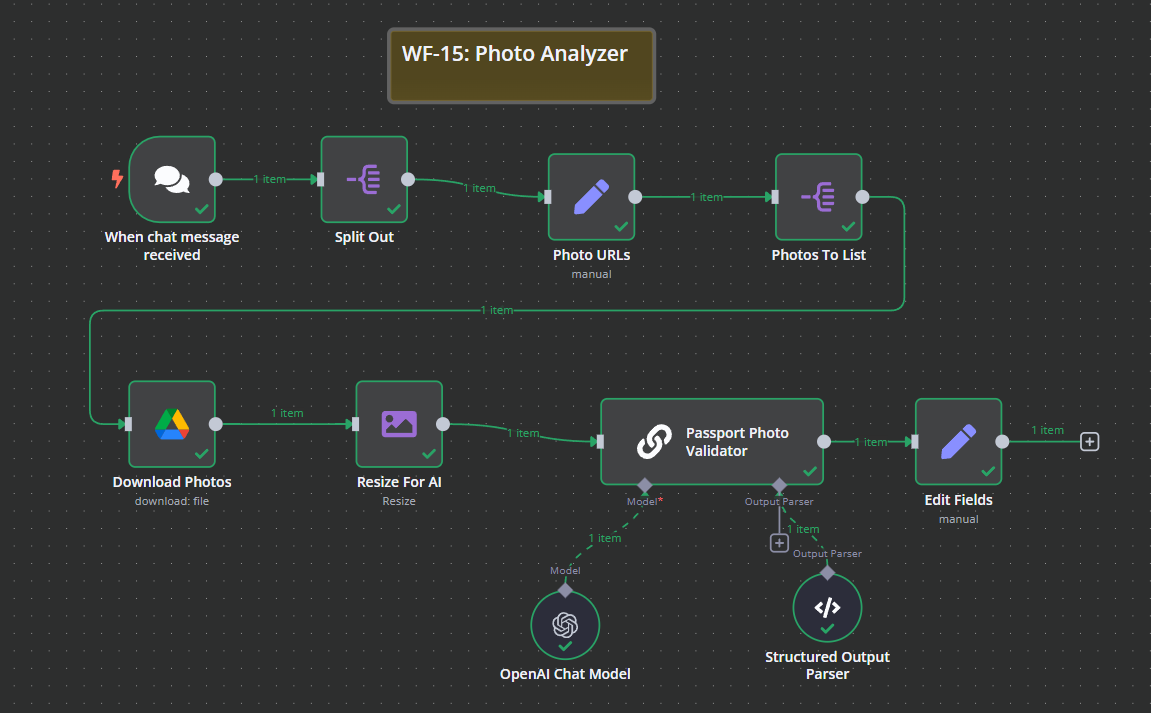 WF-15: Photo Analyzer
1 item
1 item
1 item
When chat message
received
Split Out
Photo URLs
manual
Photos To List
1 item
1 item
1 item
1 item
1 item
Passport Photo
Validator
Download Photos
download: file
Resize For AI
Resize
Model*
Output Parser
Edit Fields
manual
1 item
1 item
Output Parser
Model
OpenAI Chat Model
Structured Output
Parser